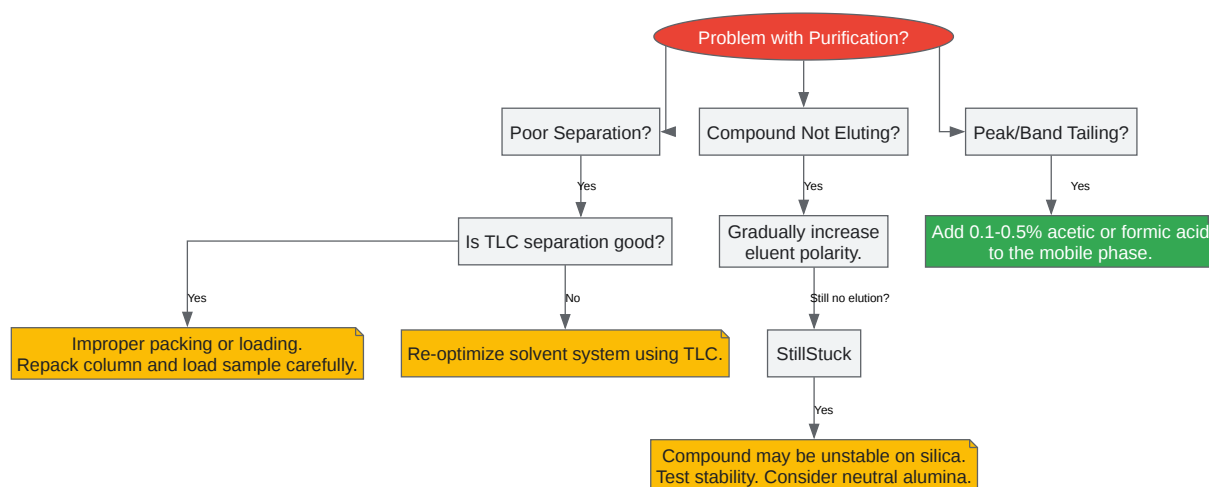 Problem with Purification?
Poor Separation?
Compound Not Eluting?
Peak/Band Tailing?
Yes
Yes
Yes
Is TLC separation good?
Gradually increase
eluent polarity.
Add 0.1-0.5% acetic or formic acid
to the mobile phase.
Yes
No
Still no elution?
Improper packing or loading.
Repack column and load sample carefully.
Re-optimize solvent system using TLC.
StillStuck
Yes
Compound may be unstable on silica.
Test stability. Consider neutral alumina.